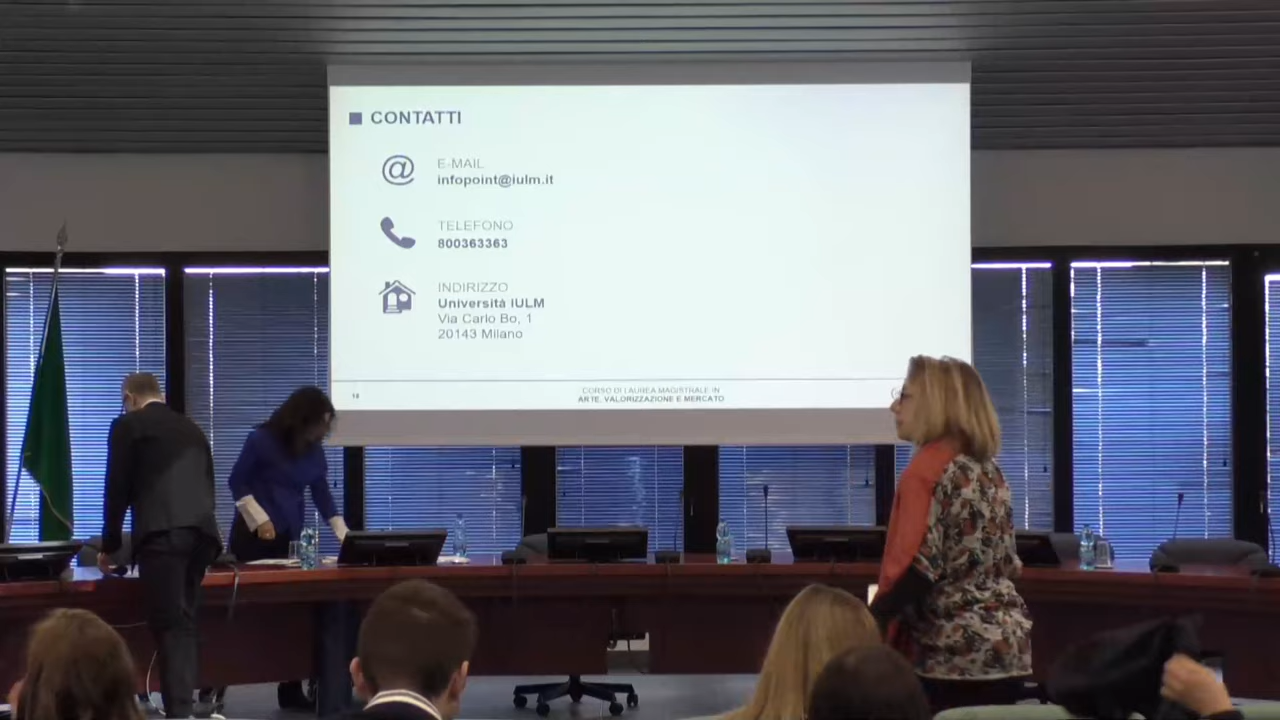 CONTATTI
@
E-MAIL
infopoint@iulm.it
TELEFONO
800363363
INDIRIZZO
Università IULM
Via Carlo Bo, 1
20143 Milano
18
CORSO DI LAUREA MAGISTRALE IN
ARTE, VALORIZZAZIONE E MERCATO